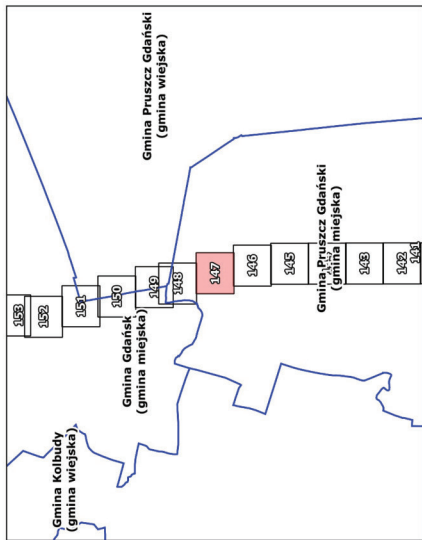 Gmina Pruszcz Gdański
(gmina wiejska)
153
152
151
150
149
148
147
146
145
143
142
141
Gmina Gdańsk
(gmina miejska)
Gmina Pruszcz Gdański
(gmina miejska)
Gmina Kolbudy
(gmina wiejska)